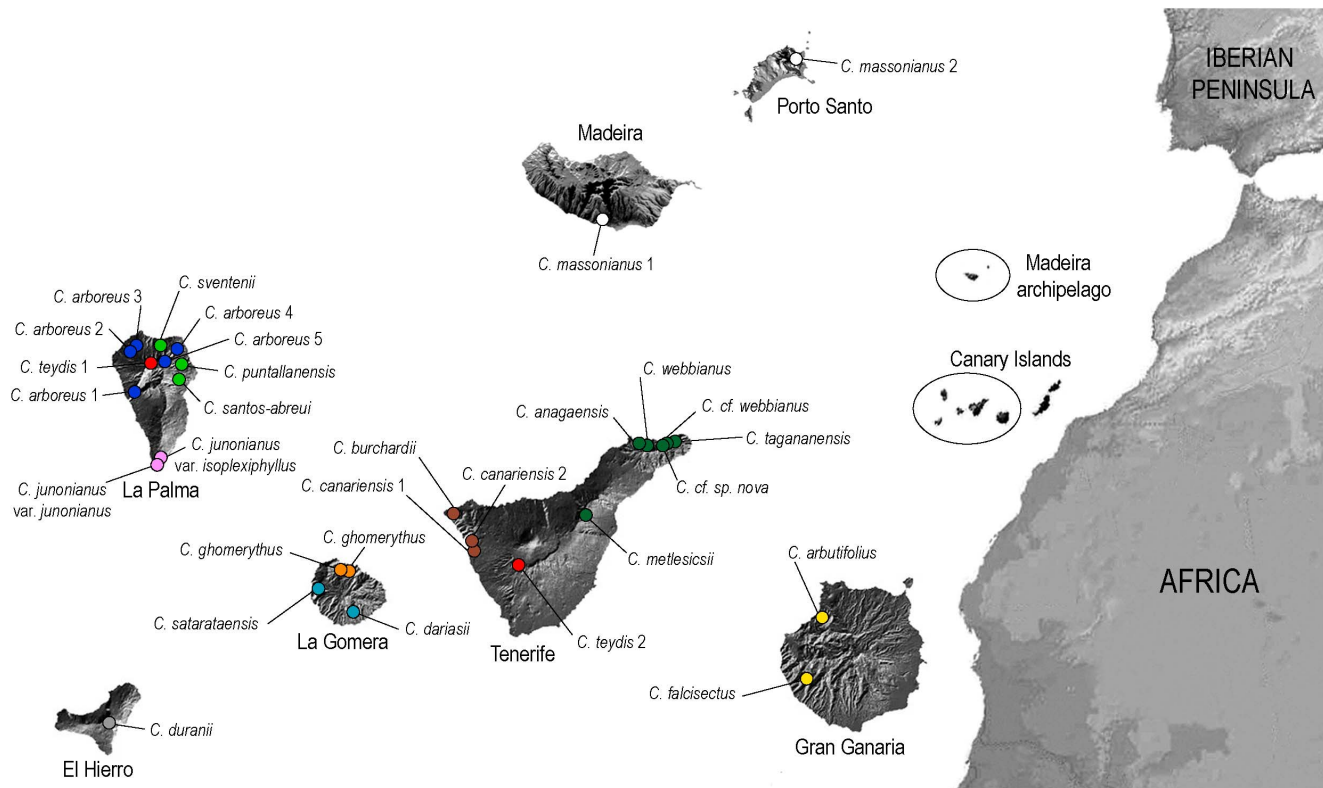 IBERIAN
PENINSULA
C. massonianus 2
Porto Santo
Madeira
C. massonianus 1
Madeira
archipelago
Canary Islands
AFRICA
C. sventenii
C. arboreus 3
C. arboreus 4
C. arboreus 2
C. arboreus 5
C. teydis 1
C. puntallanensis
C. arboreus 1
C. santos-abreui
C. junonianus
var. isoplexiphyllus
C. junonianus
var. junonianus
La Palma
C. webbianus
C. anagaensis
C. cf. webbianus
C. tagananensis
C. burchardii
C. canariensis 2
C. canariensis 1
C. cf. sp. nova
C. metlesicsii
C. teydis 2
Tenerife
C. ghomerythus
C. ghomerythus
C. satarataensis
C. dariasii
La Gomera
C. arbutifolius
C. falcisectus
Gran Ganaria
C. duranii
El Hierro